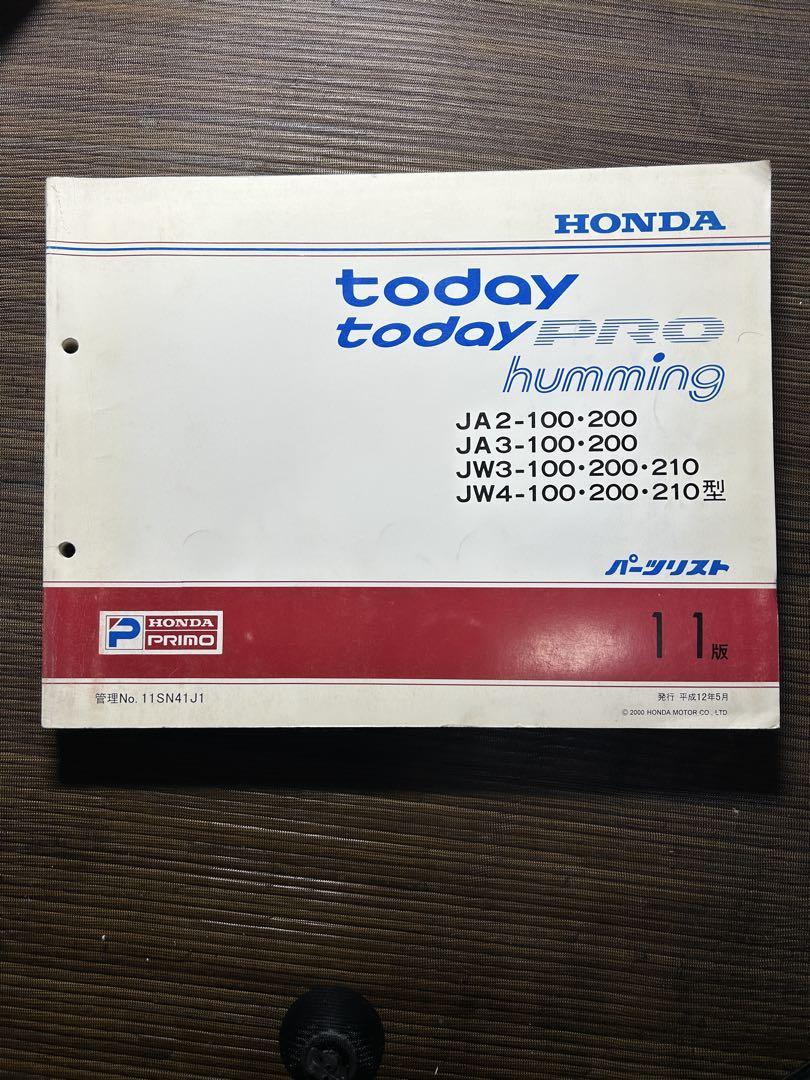 HONDA
today
today PRO
humming
JA2-100・200
JA3-100・200
JW3-100・200・210
JW4-100・200・210型
パーツリスト
P HONDA
PRIMO
11版
管理No. 11SN41J1
発行 平成12年5月
© 2000 HONDA MOTOR CO., LTD.